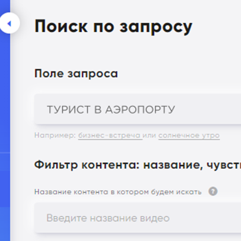 Поиск по запросу
Поле запроса
ТУРИСТ В АЭРОПОРТУ
Например: бизнес-встреча или солнечное утро
Фильтр контента: название, чувст
Название контента в котором будем искать ?
Введите название видео